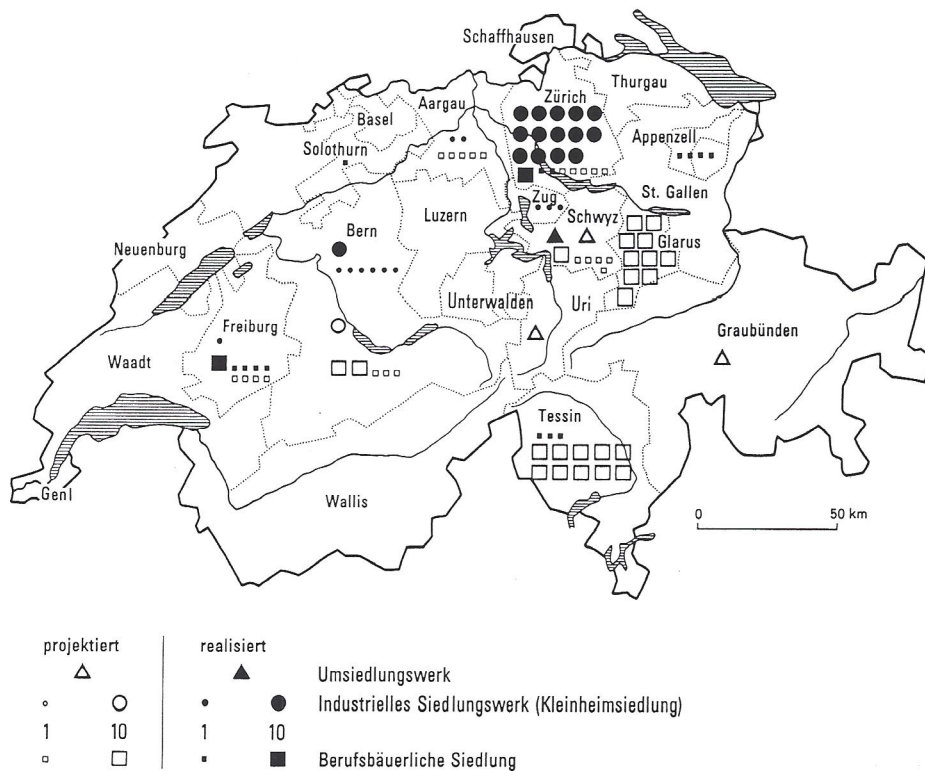 Schaffhausen
Thurgau
Zürich
Aargau
Basel
Appenzell
Solothurn
St. Gallen
Zug
Schwyz
Luzern
Bern
Glarus
Neuenburg
Unterwalden
Uri
Freiburg
Graubünden
Waadt
Tessin
Wallis
Genf
0 50 km
projektiert realisiert
Umsiedlungswerk
Industrielles Siedlungswerk (Kleinheimsiedlung)
1 10 1 10
Berufsbäuerliche Siedlung